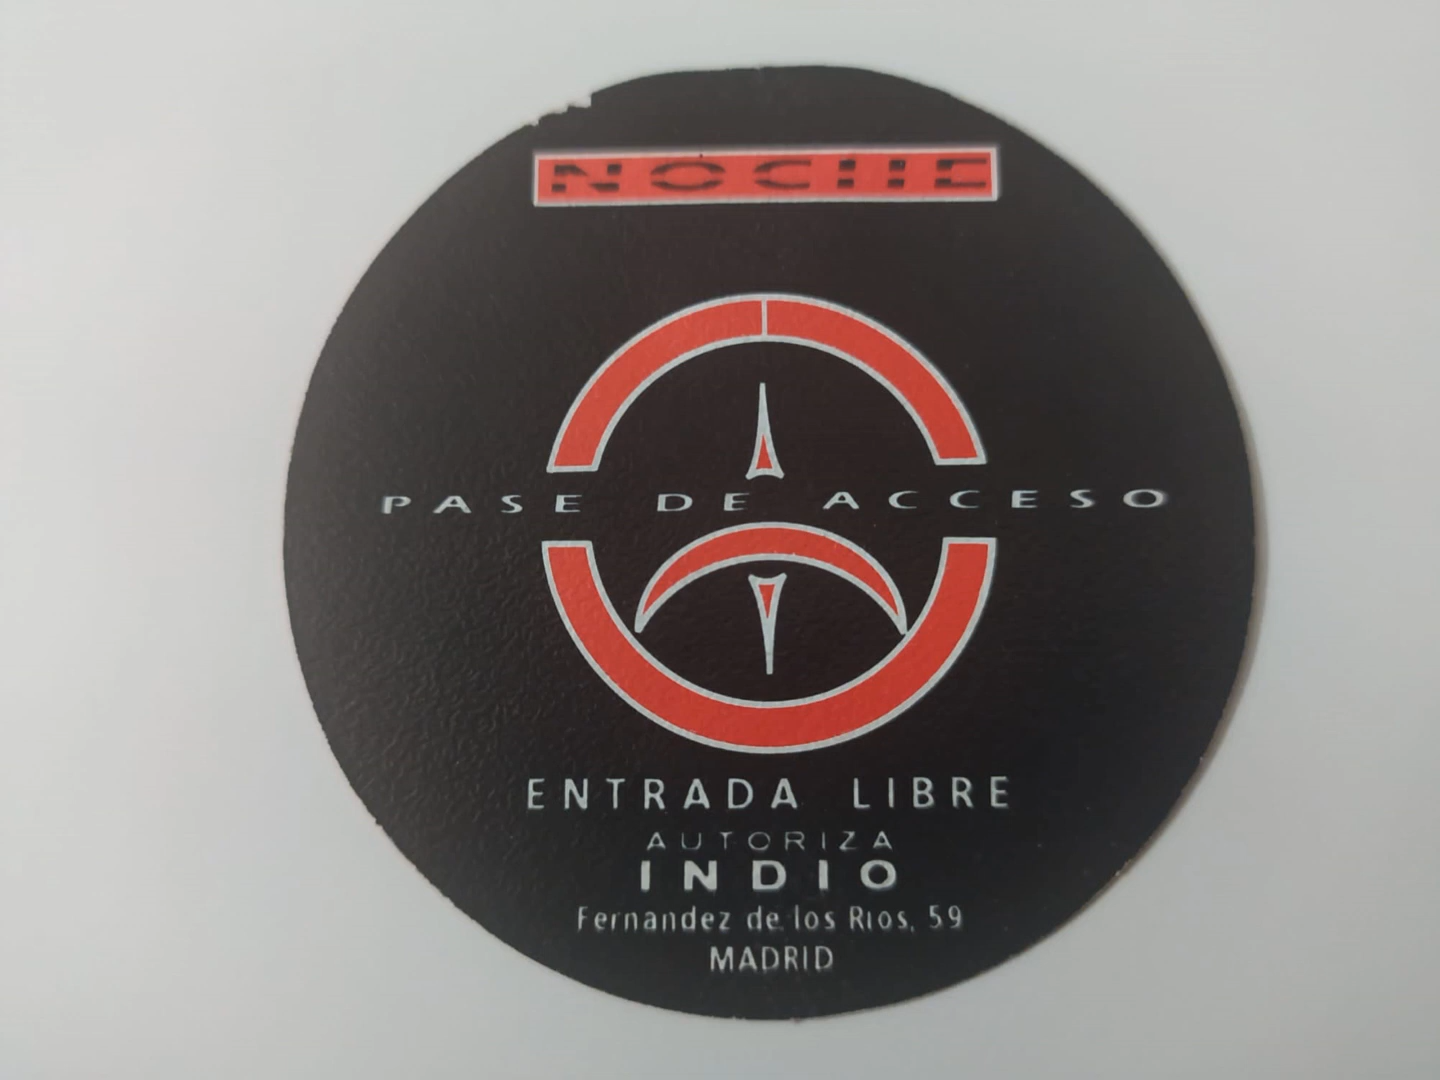 NOCHE
PASE DE ACCESO
ENTRADA LIBRE
AUTORIZA
INDIO
Fernandez de los Rios, 59
MADRID